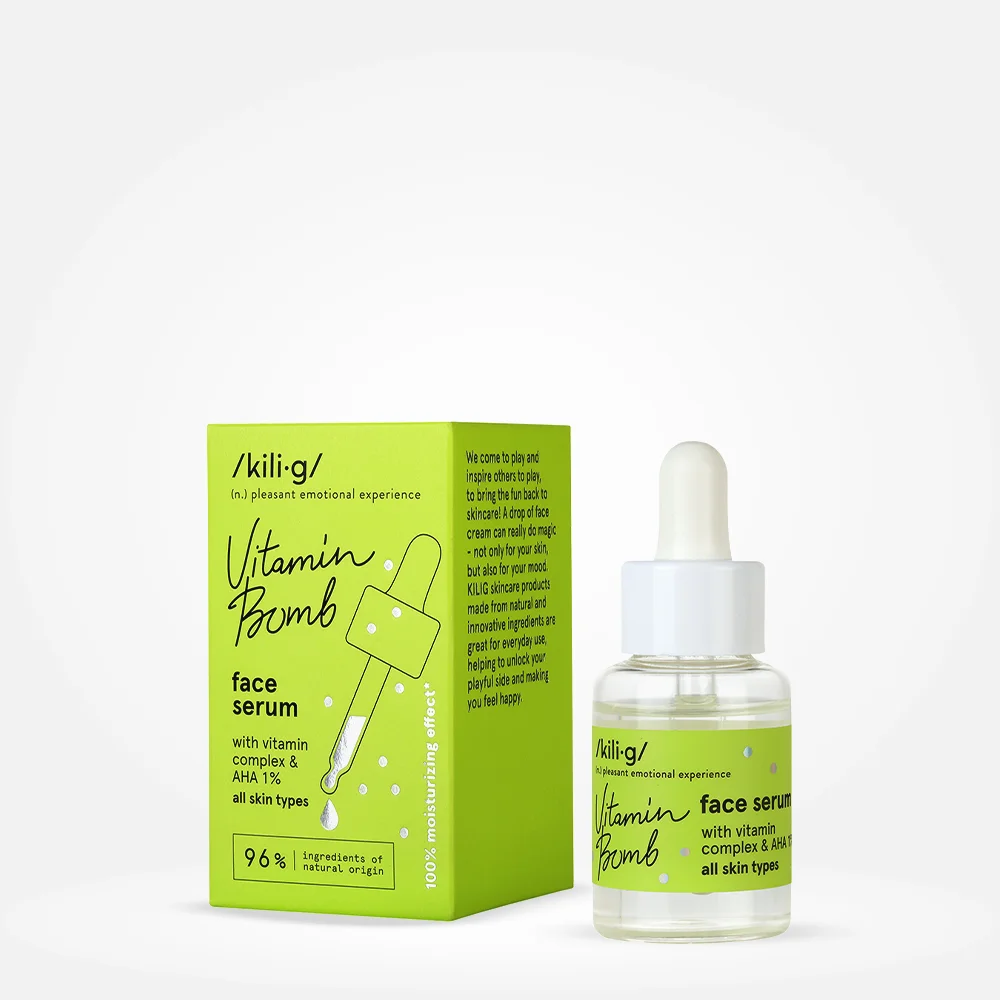 /kili·g/
(n.) pleasant emotional experience
Vitamin
Bomb
face
serum
with vitamin
complex &
AHA 1%
all skin types
96% ingredients of
natural origin
100% moisturizing effect*
We come to play and
inspire others to play,
to bring the fun back to
skincare! A drop of face
cream can really do magic
- not only for your skin,
but also for your mood.
KILIG skincare products
made from natural and
innovative ingredients are
great for everyday use,
helping to unlock your
playful side and making
you feel happy.
/kili·g/
(n.) pleasant emotional experience
Vitamin
Bomb
face serum
with vitamin
complex & AHA 1%
all skin types